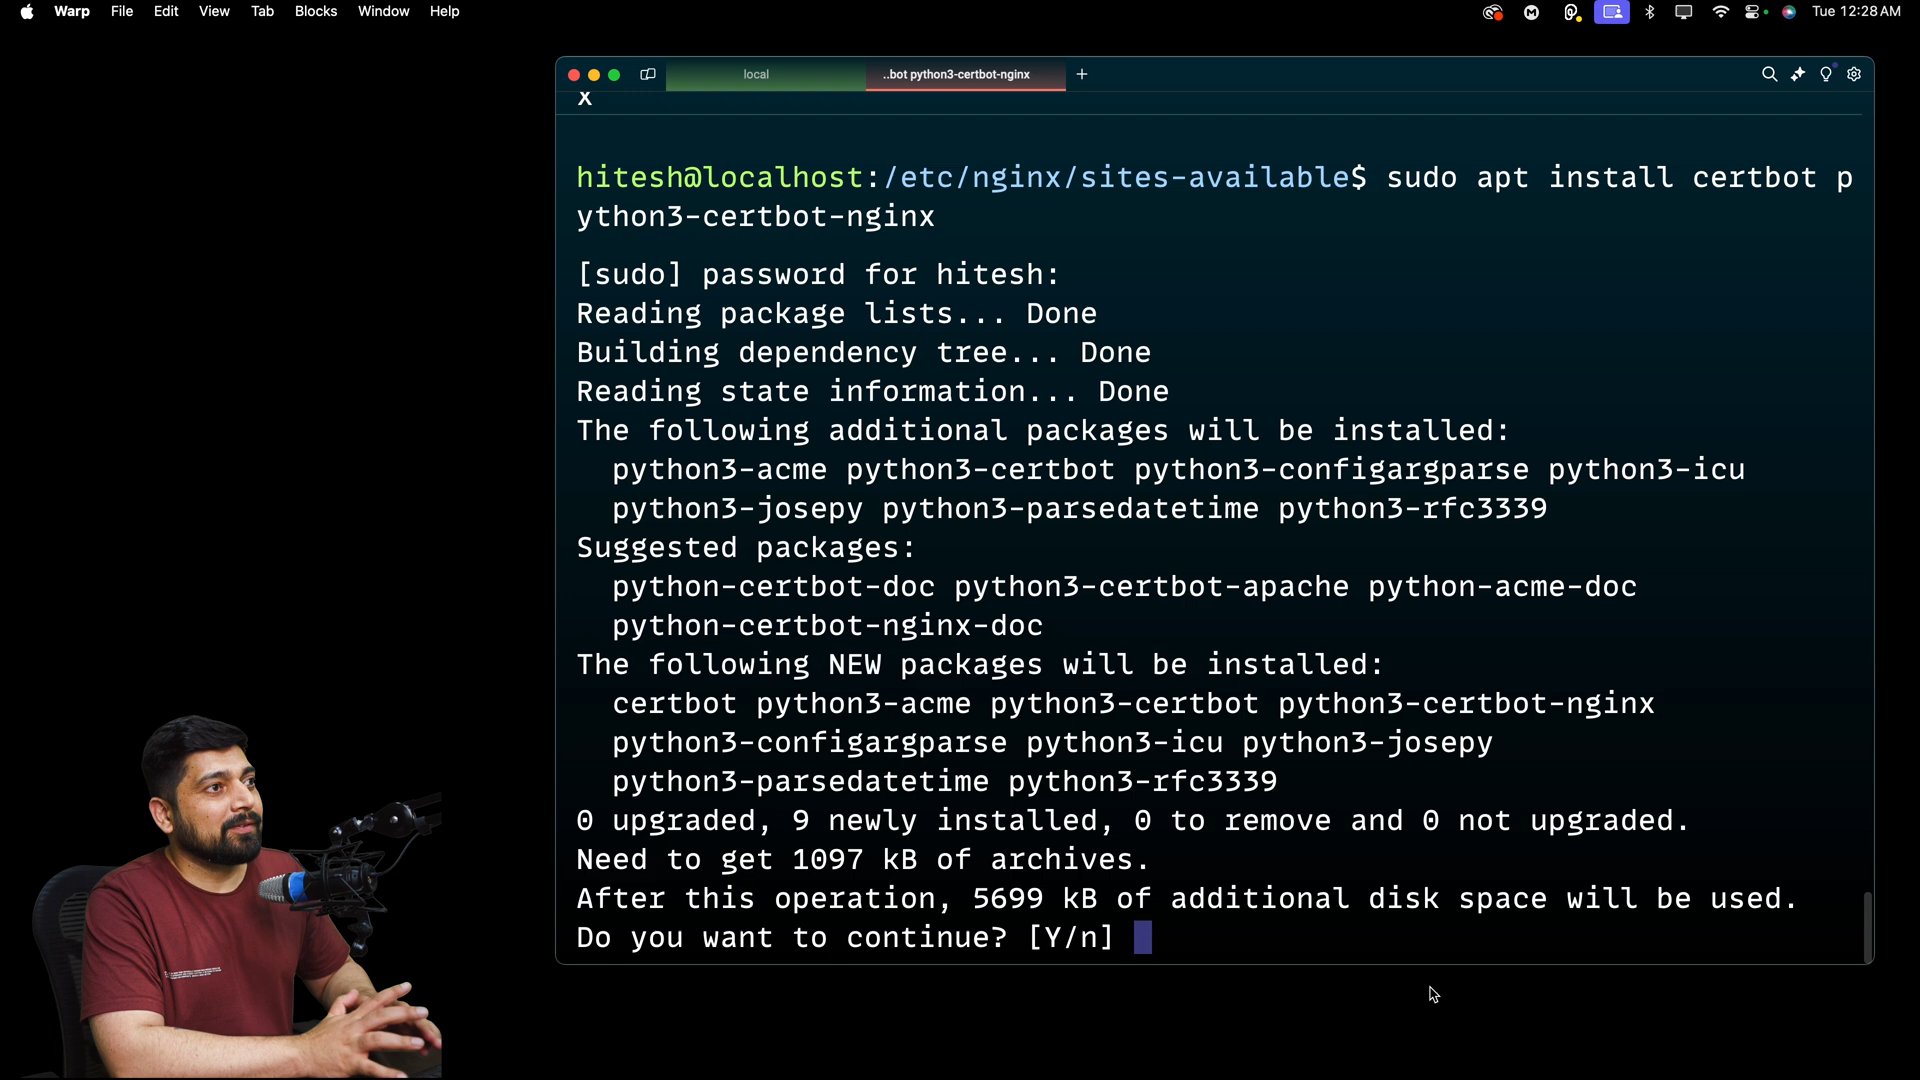 Warp File Edit View Tab Blocks Window Help
Tue 12:28 AM
local
..bot python3-certbot-nginx
X
hitesh@localhost:/etc/nginx/sites-available$ sudo apt install certbot p
ython3-certbot-nginx
[sudo] password for hitesh:
Reading package lists... Done
Building dependency tree... Done
Reading state information... Done
The following additional packages will be installed:
python3-acme python3-certbot python3-configargparse python3-icu
python3-josepy python3-parsedatetime python3-rfc3339
Suggested packages:
python-certbot-doc python3-certbot-apache python-acme-doc
python-certbot-nginx-doc
The following NEW packages will be installed:
certbot python3-acme python3-certbot python3-certbot-nginx
python3-configargparse python3-icu python3-josepy
python3-parsedatetime python3-rfc3339
0 upgraded, 9 newly installed, 0 to remove and 0 not upgraded.
Need to get 1097 kB of archives.
After this operation, 5699 kB of additional disk space will be used.
Do you want to continue? [Y/n]